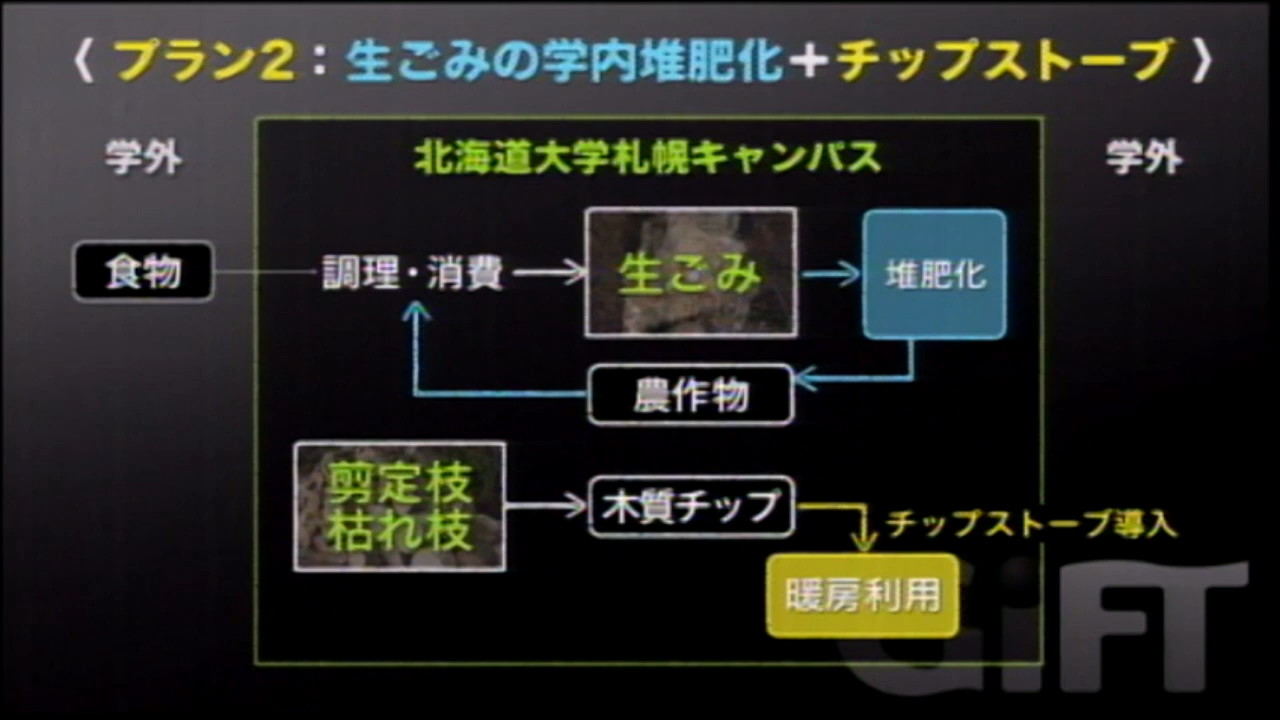 〈 プラン2：生ごみの学内堆肥化＋チップストーブ 〉
学外
北海道大学札幌キャンパス
学外
食物
調理・消費
生ごみ
堆肥化
農作物
剪定枝
枯れ枝
木質チップ
チップストーブ導入
暖房利用
GiFT